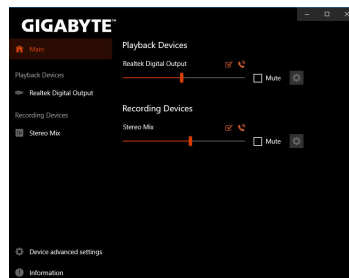 GIGABYTE™
Main
Playback Devices
Realtek Digital Output
Recording Devices
Stereo Mix
Device advanced settings
Information
Playback Devices
Realtek Digital Output
Mute
Recording Devices
Stereo Mix
Mute